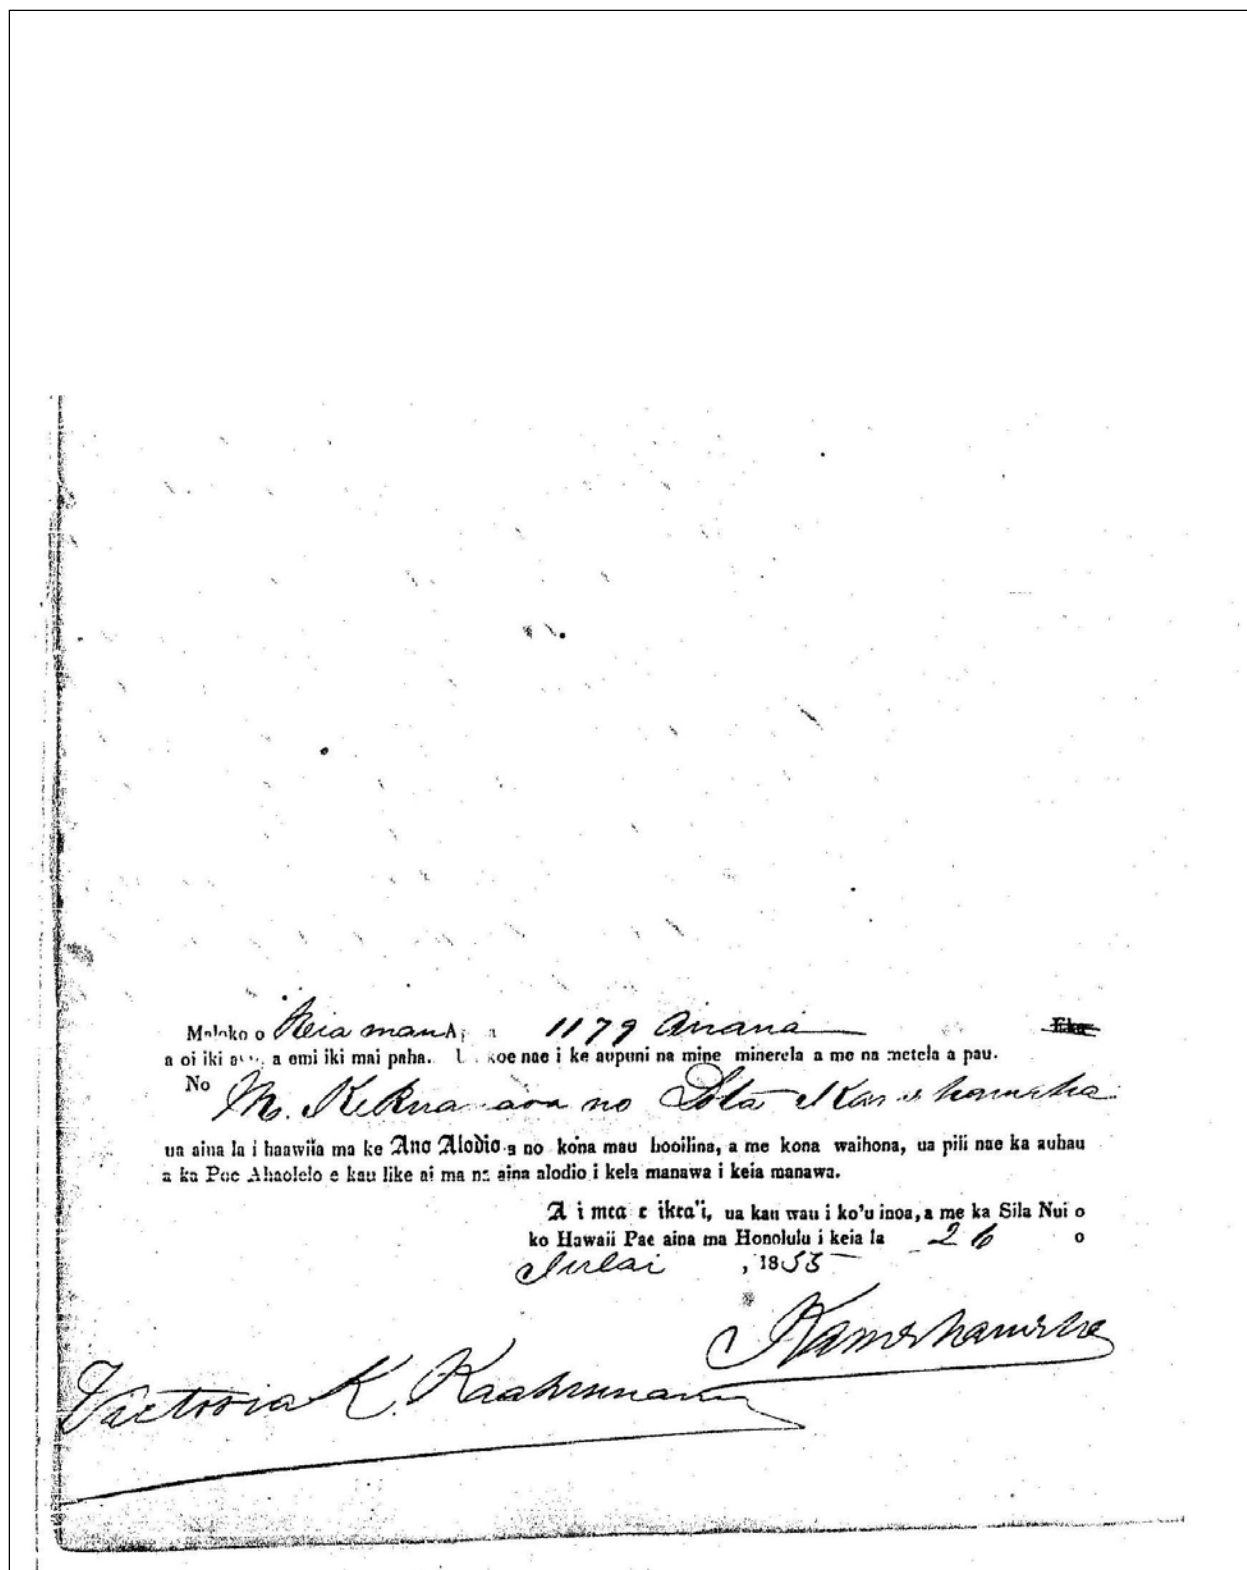 Maloko o Keia mau A a 1179 Anana Eka
a oi iki aku, a emi iki mai paha. koe nae i ke aupuni na mine minerela a me na metela a pau.
No M. Kekuanaoa no Lota Kamehameha
ua aina la i haawiia ma ke Ano Alodio a no kona mau hooilina, a me kona waihona, ua pili nae ka auhau
a ka Poe Ahaolelo e kau like ai ma na aina alodio i kela manawa i keia manawa.
A i mea e ikea'i, ua kau wau i ko'u inoa, a me ka Sila Nui o
ko Hawaii Pae aina ma Honolulu i keia la 26 o
Iulai , 1855
Kamehameha
Victoria K. Kaahumanu